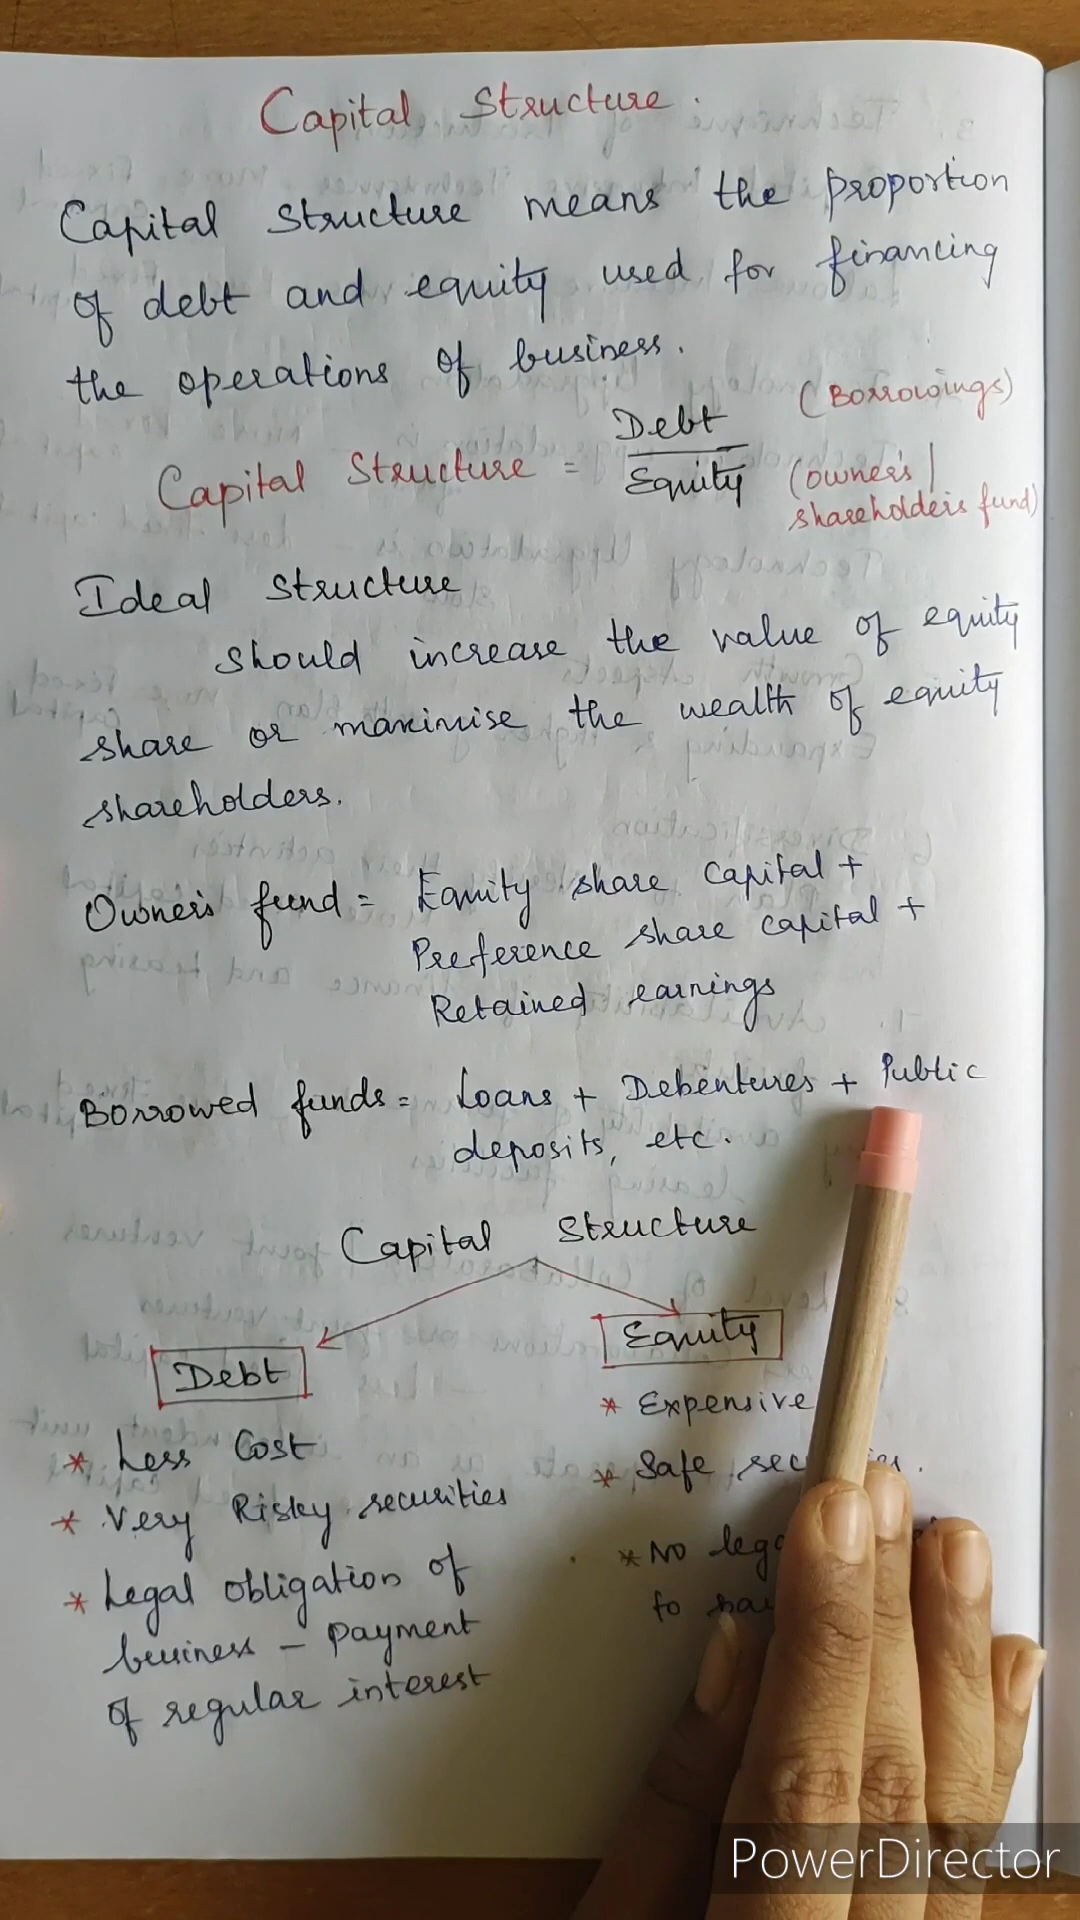 Capital Structure.
Capital Structure means the proportion
of debt and equity used for financing
the operations of business.
Capital Structure = Debt / Equity
(Borrowings)
(owner's/
shareholder's fund)
Ideal Structure
Should increase the value of equity
share or maximise the wealth of equity
shareholders.
Owner's fund = Equity share capital +
Preference share capital +
Retained earnings
Borrowed funds = Loans + Debentures + Public
deposits, etc.
Capital Structure
Debt
* Less Cost
* Very Risky securities
* Legal obligation of
business - payment
of regular interest
Equity
* Expensive
* Safe
* No
to
PowerDirector